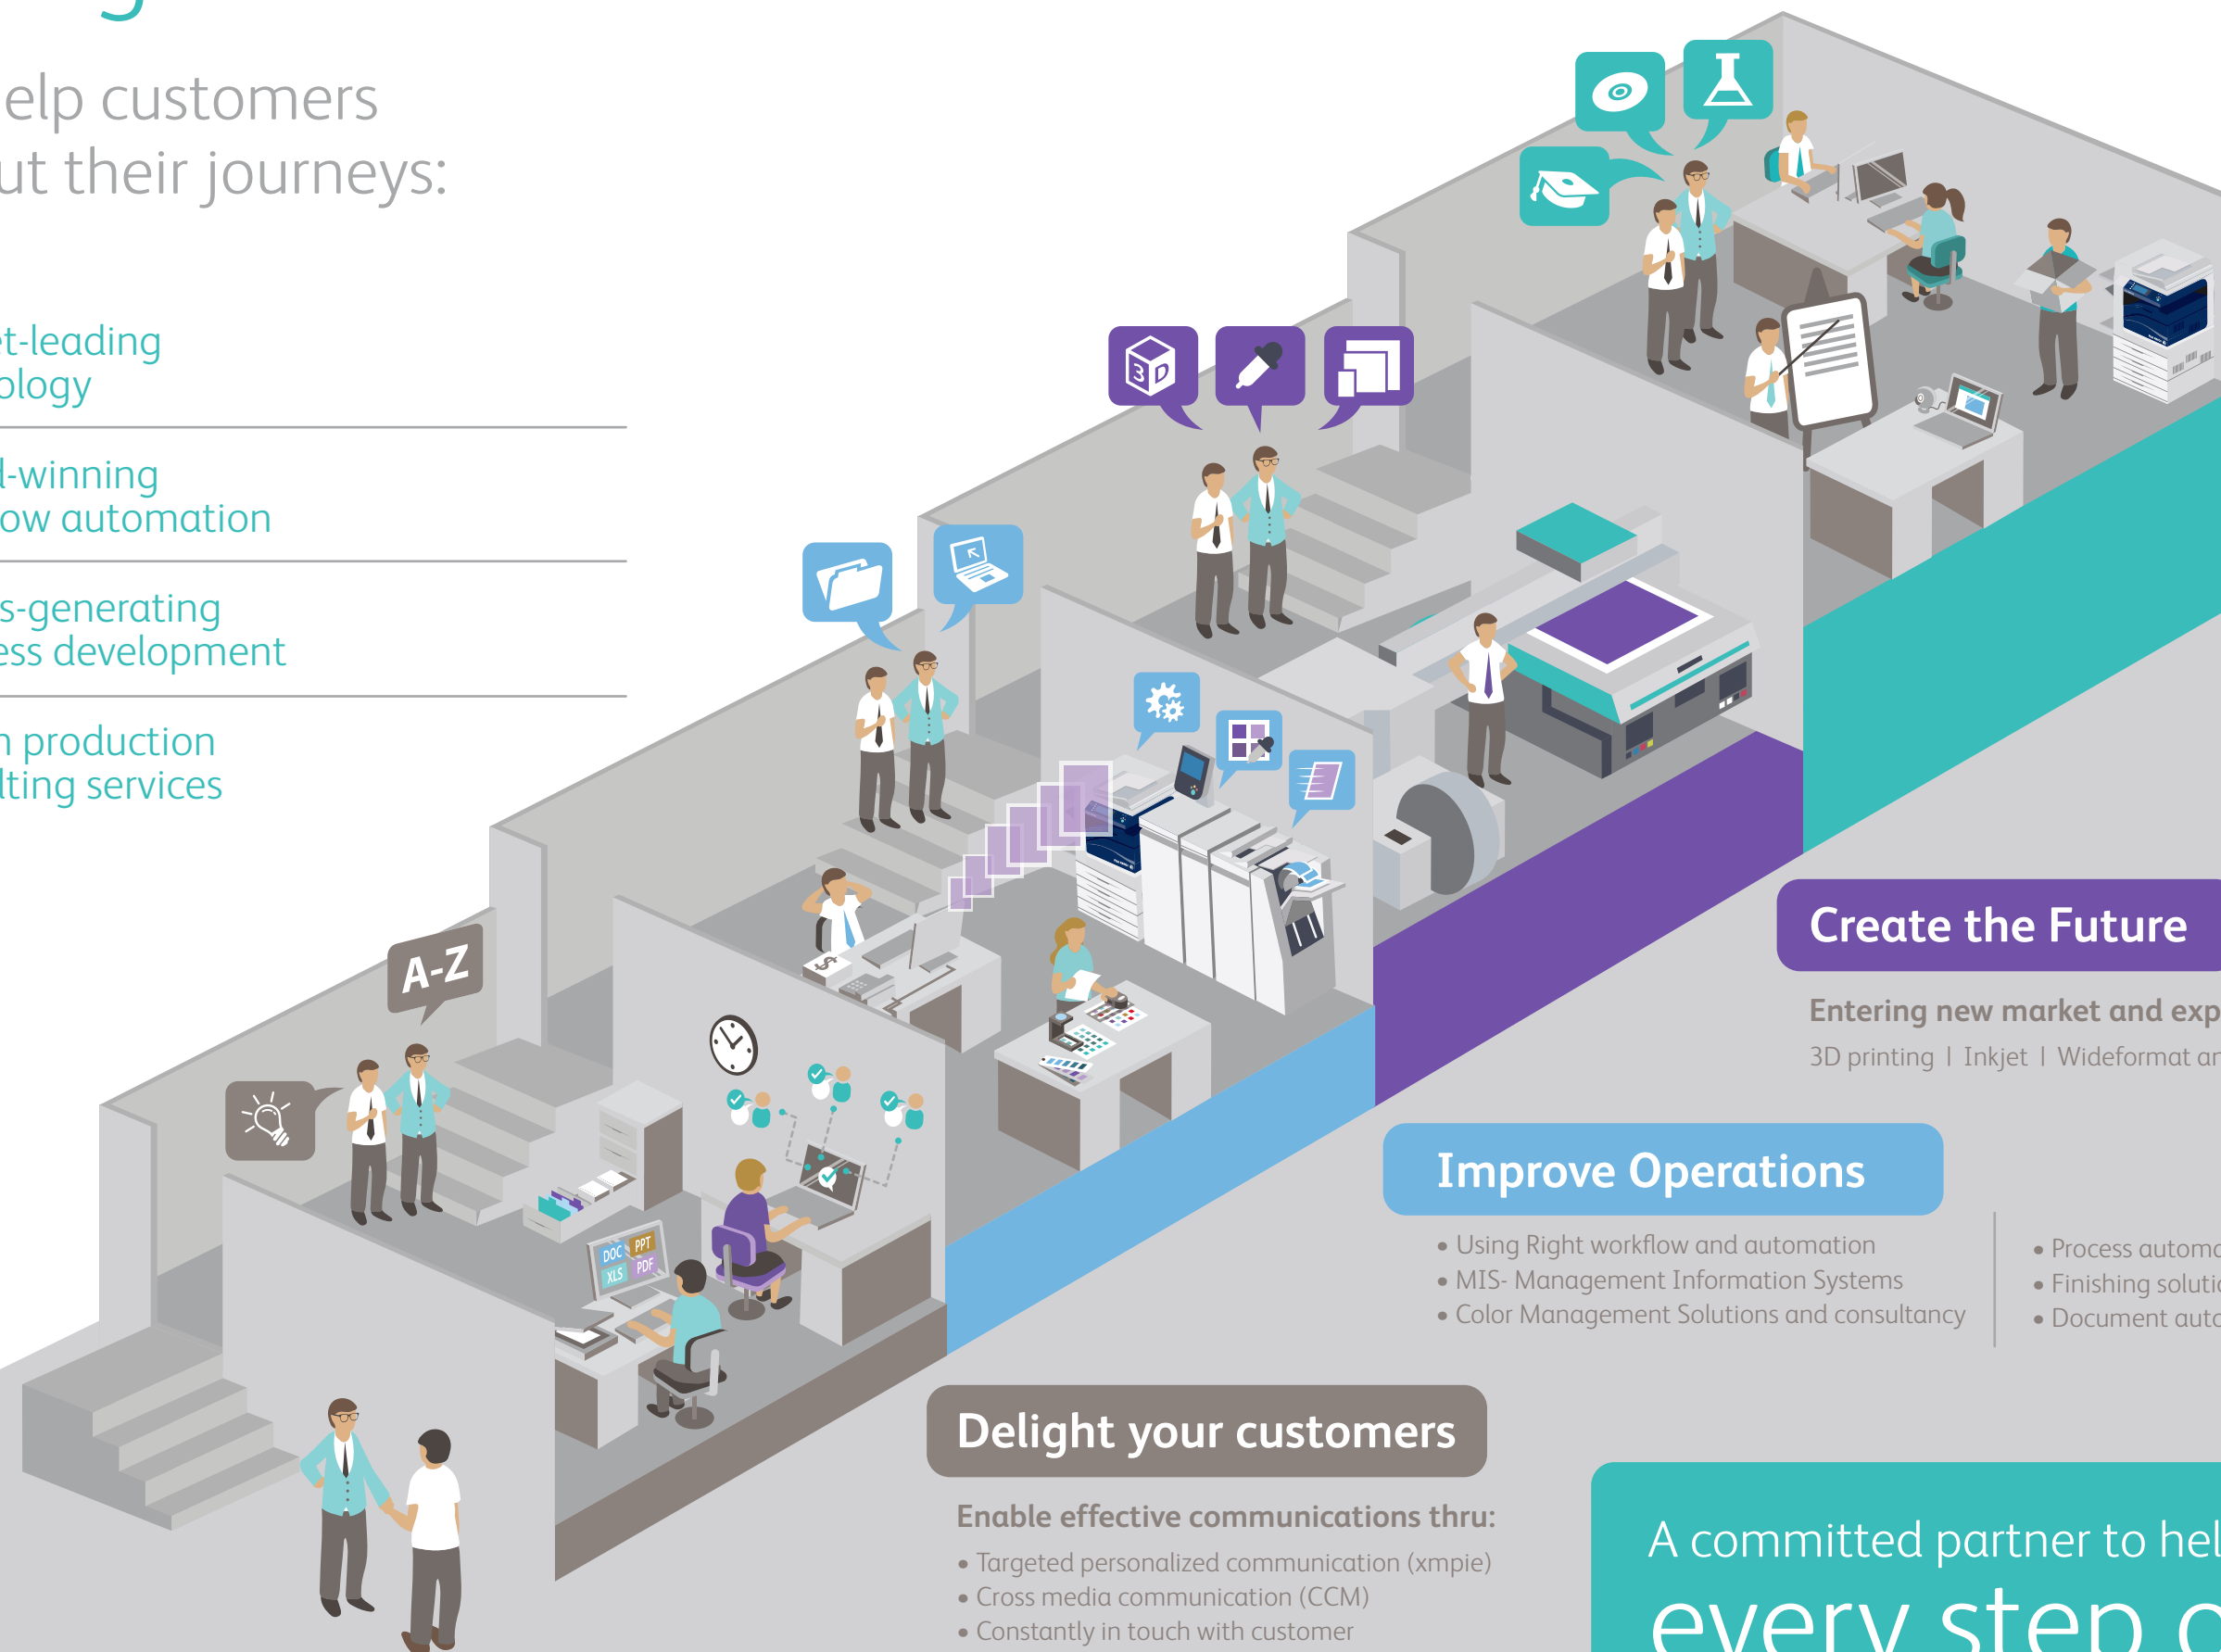 elp customers
ut their journeys:
t-leading
ology
-winning
ow automation
s-generating
ess development
n production
lting services
3D
A-Z
$
DOC PPT
XLS PDF
Create the Future
Entering new market and exp
3D printing | Inkjet | Wideformat an
Improve Operations
• Using Right workflow and automation
• MIS- Management Information Systems
• Color Management Solutions and consultancy
• Process automa
• Finishing solutio
• Document auto
Delight your customers
Enable effective communications thru:
• Targeted personalized communication (xmpie)
• Cross media communication (CCM)
• Constantly in touch with customer
A committed partner to hel
every step o